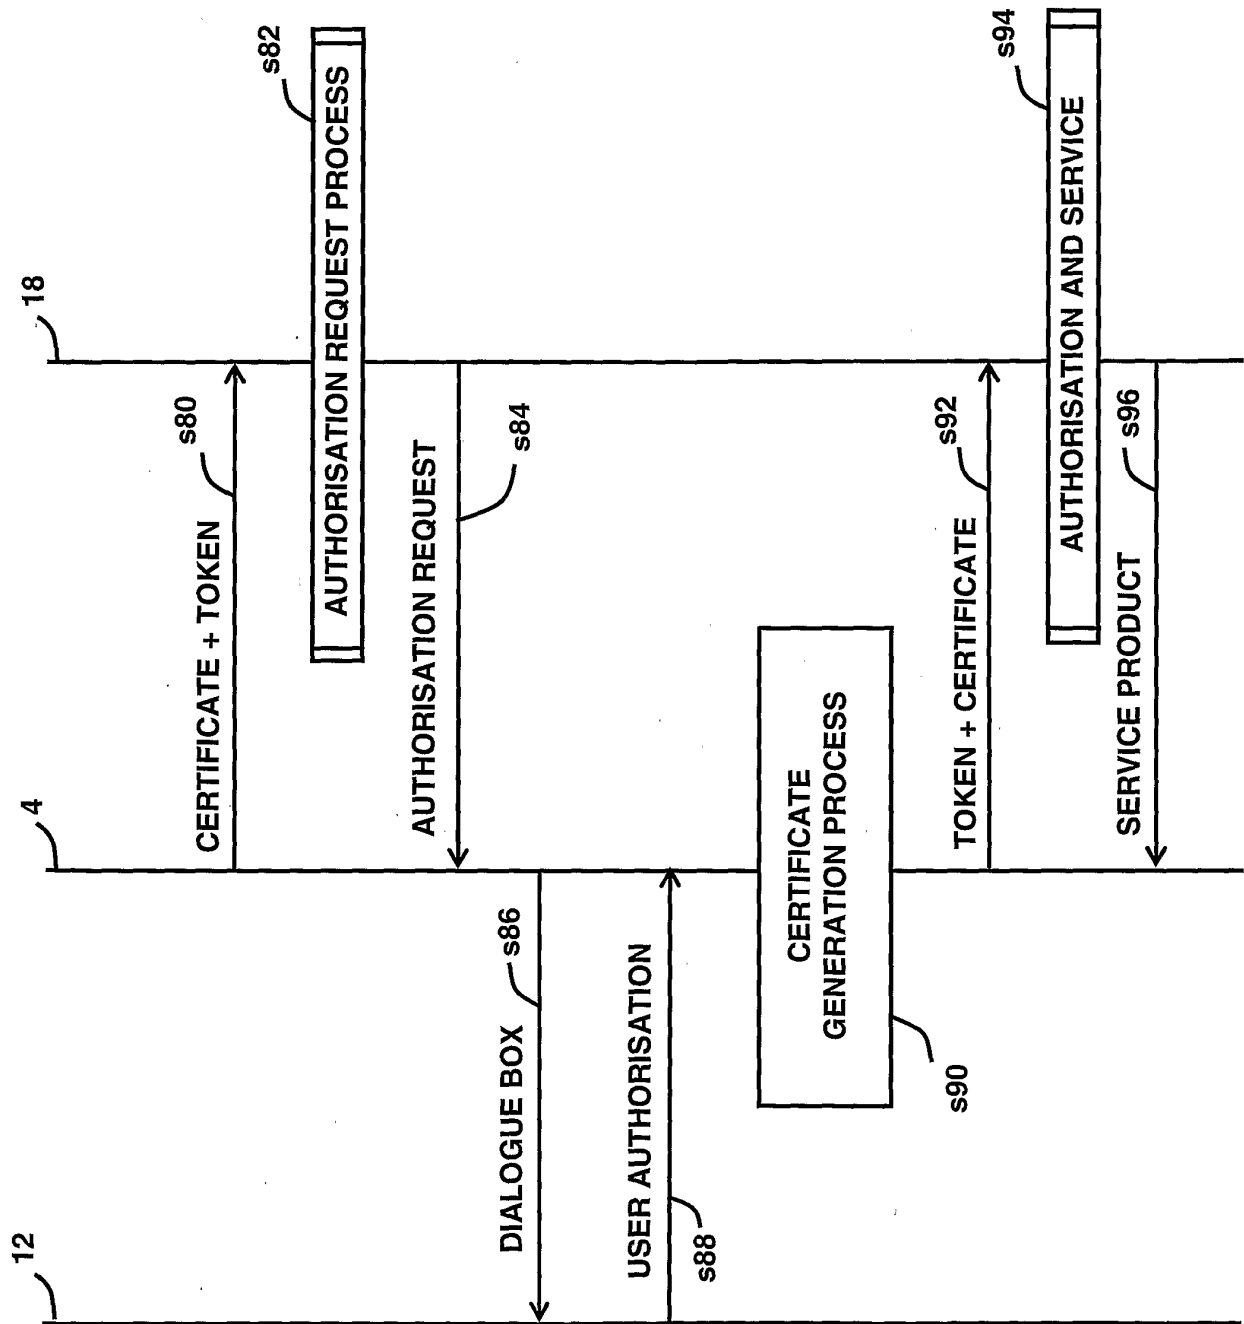 12
4
18
CERTIFICATE + TOKEN
s80
AUTHORISATION REQUEST PROCESS
s82
AUTHORISATION REQUEST
s84
DIALOGUE BOX
s86
USER AUTHORISATION
s88
CERTIFICATE
GENERATION PROCESS
s90
TOKEN + CERTIFICATE
s92
AUTHORISATION AND SERVICE
s94
SERVICE PRODUCT
s96